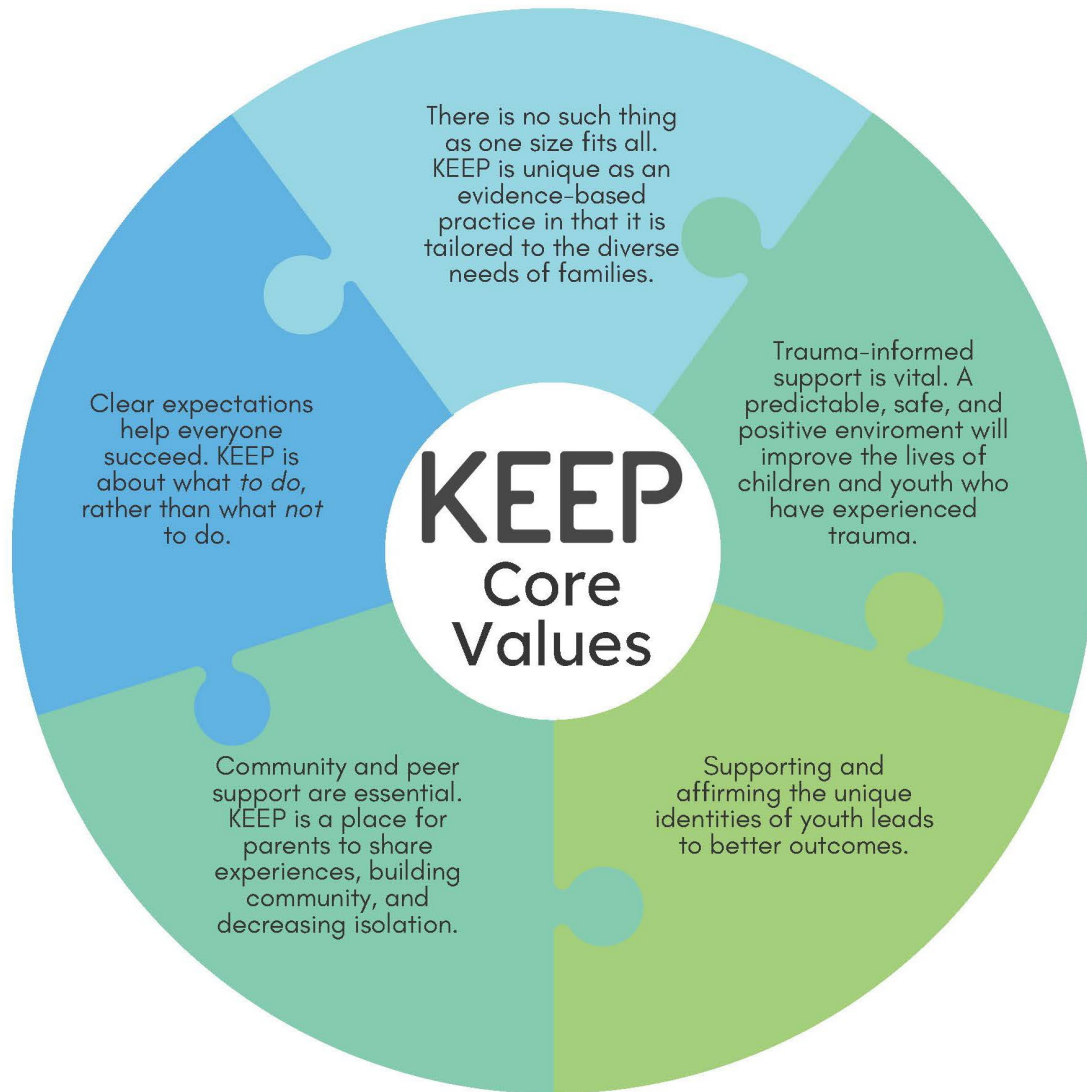 There is no such thing
as one size fits all.
KEEP is unique as an
evidence-based
practice in that it is
tailored to the diverse
needs of families.
Trauma-informed
support is vital. A
predictable, safe, and
positive enviroment will
improve the lives of
children and youth who
have experienced
trauma.
Clear expectations
help everyone
succeed. KEEP is
about what to do,
rather than what not
to do.
KEEP
Core
Values
Community and peer
support are essential.
KEEP is a place for
parents to share
experiences, building
community, and
decreasing isolation.
Supporting and
affirming the unique
identities of youth leads
to better outcomes.